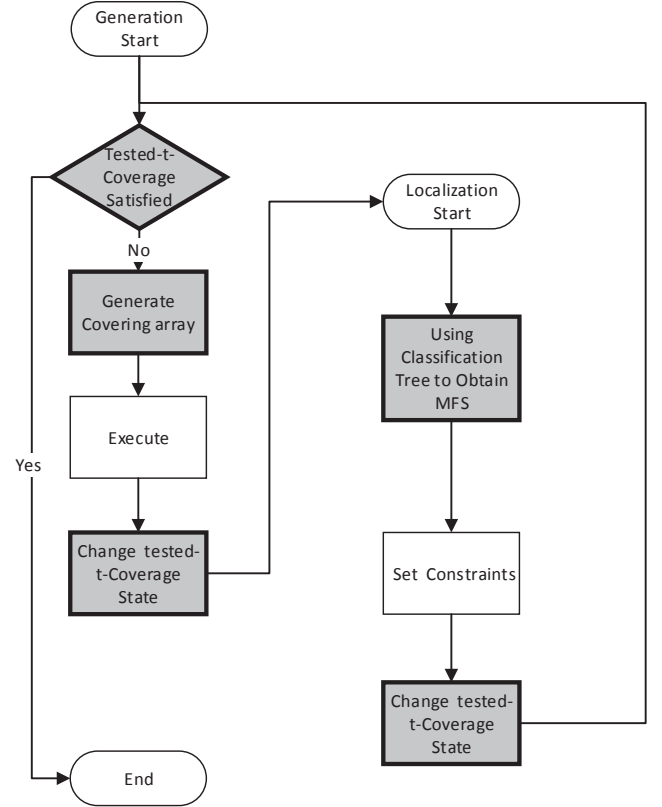 Generation
Start
Tested-t-
Coverage
Satisfied
No
Generate
Covering array
Execute
Yes
Change tested-
t-Coverage
State
End
Localization
Start
Using
Classification
Tree to Obtain
MFS
Set Constraints
Change tested-
t-Coverage
State